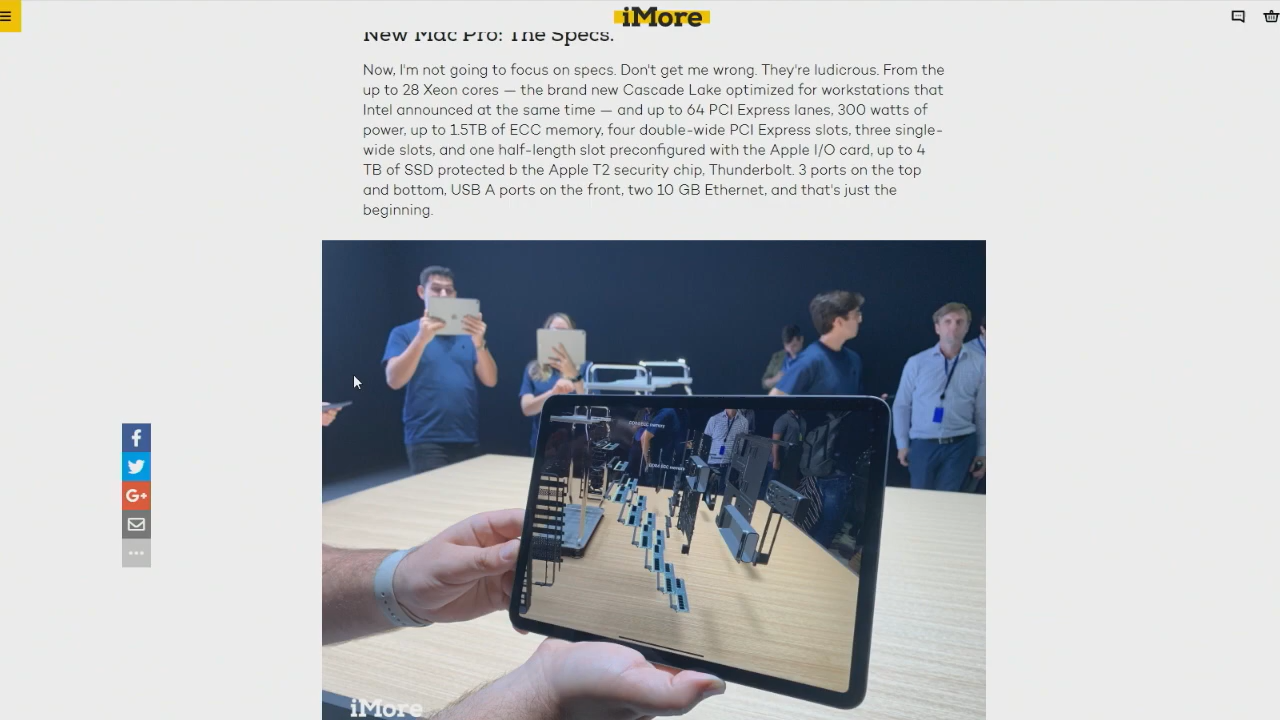 iMore
New Mac Pro: The Specs.
Now, I'm not going to focus on specs. Don't get me wrong. They're ludicrous. From the
up to 28 Xeon cores — the brand new Cascade Lake optimized for workstations that
Intel announced at the same time — and up to 64 PCI Express lanes, 300 watts of
power, up to 1.5TB of ECC memory, four double-wide PCI Express slots, three single-
wide slots, and one half-length slot preconfigured with the Apple I/O card, up to 4
TB of SSD protected b the Apple T2 security chip, Thunderbolt. 3 ports on the top
and bottom, USB A ports on the front, two 10 GB Ethernet, and that's just the
beginning.
G+
iMore